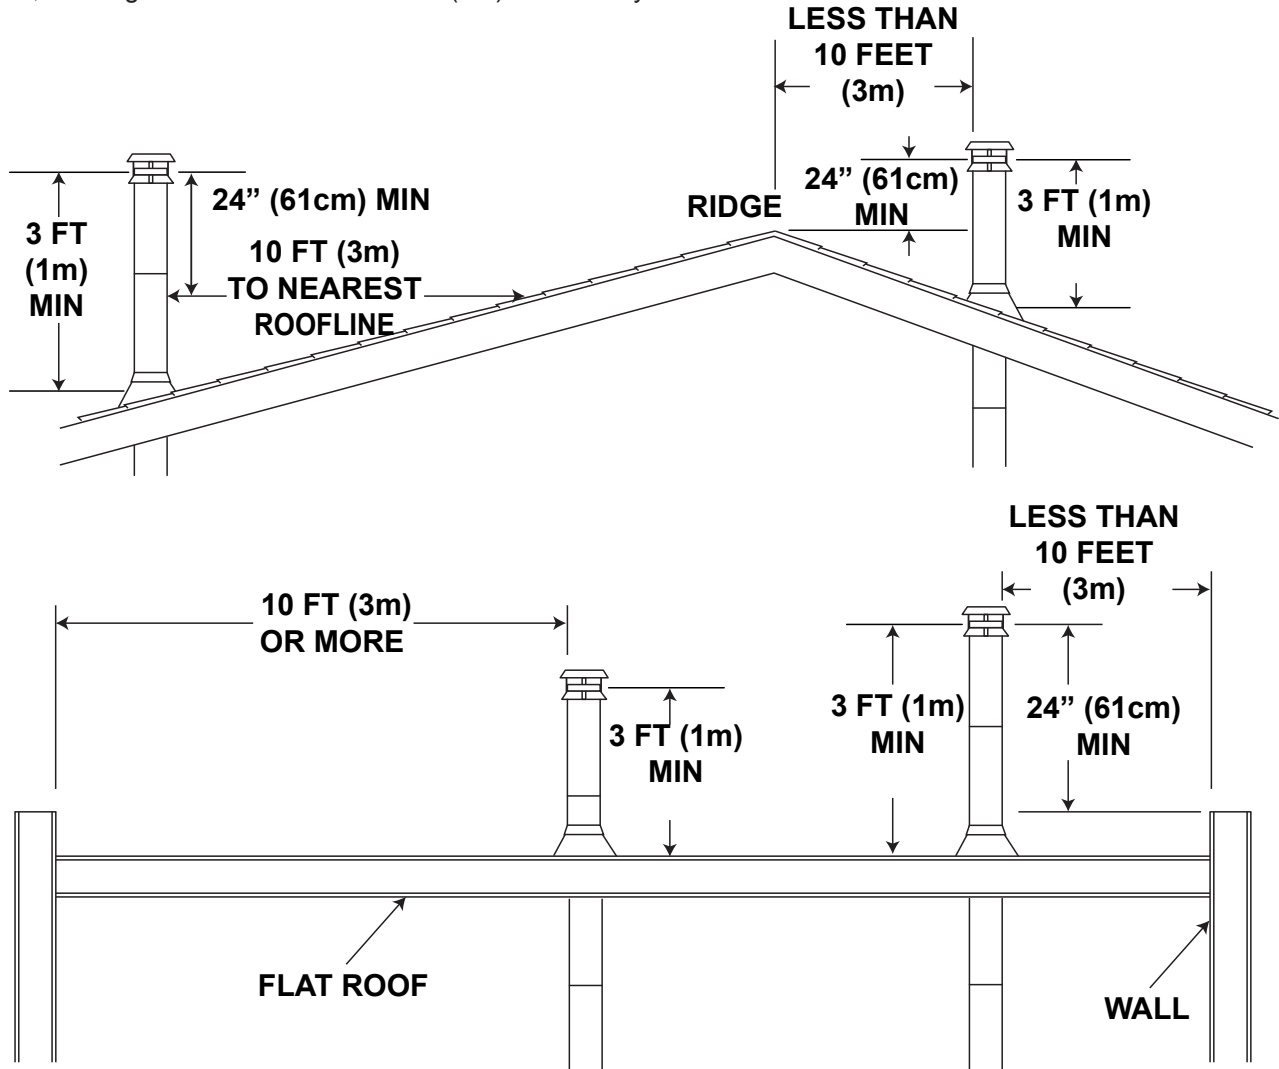 LESS THAN
10 FEET
(3m)
24” (61cm) MIN
3 FT
(1m)
MIN
10 FT (3m)
TO NEAREST
ROOFLINE
RIDGE
24” (61cm)
MIN
3 FT (1m)
MIN
LESS THAN
10 FEET
(3m)
10 FT (3m)
OR MORE
3 FT (1m)
MIN
3 FT (1m)
MIN
24” (61cm)
MIN
FLAT ROOF
WALL